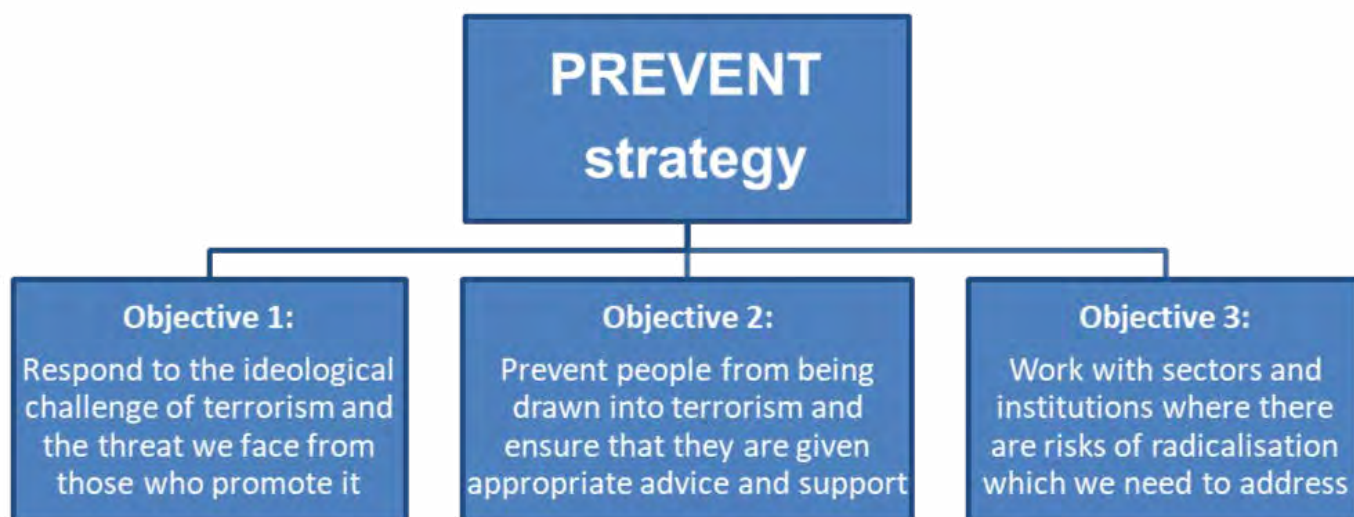 PREVENT
strategy
Objective 1:
Respond to the ideological
challenge of terrorism and
the threat we face from
those who promote it
Objective 2:
Prevent people from being
drawn into terrorism and
ensure that they are given
appropriate advice and support
Objective 3:
Work with sectors and
institutions where there
are risks of radicalisation
which we need to address